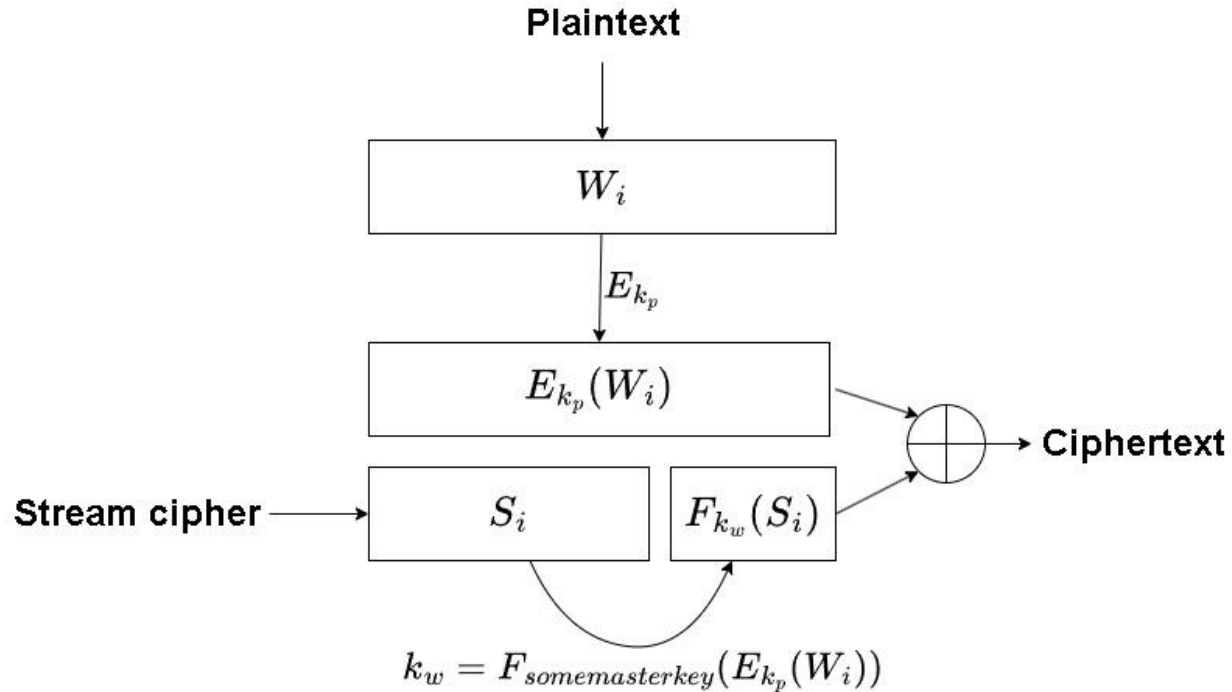 Plaintext
W_i
E_{k_p}
E_{k_p}(W_i)
Stream cipher
S_i
F_{k_w}(S_i)
Ciphertext
k_w = F_{somemasterkey}(E_{k_p}(W_i))